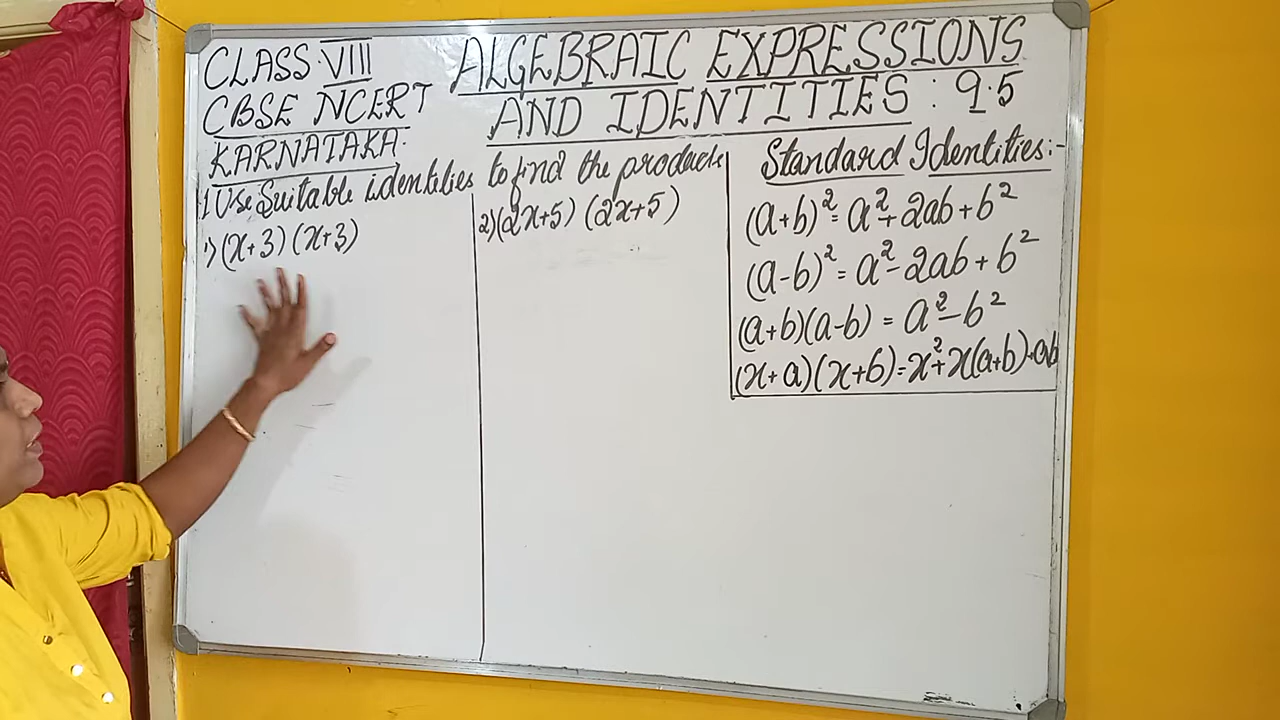 CLASS VIII
CBSE NCERT
KARNATAKA.
ALGEBRAIC EXPRESSIONS
AND IDENTITIES : 9.5
1 Use Suitable identities to find the products
1) (x+3) (x+3)
2) (2x+5) (2x+5)
Standard Identities:-
(a+b)² = a²+2ab+b²
(a-b)² = a²-2ab+b²
(a+b)(a-b) = a²-b²
(x+a)(x+b)=x²+x(a+b)+ab